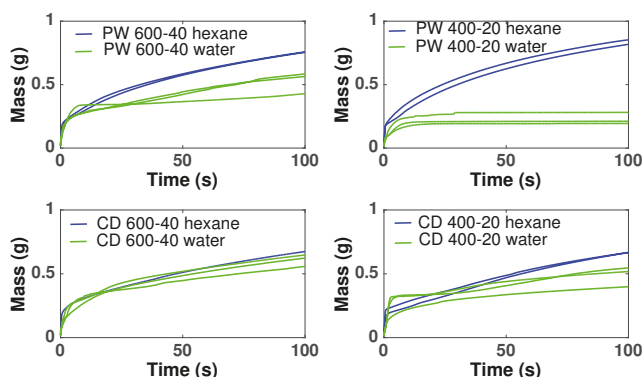 1
0.5
0
Mass (g)
PW 600-40 hexane
PW 600-40 water
0
50
100
Time (s)
1
0.5
0
Mass (g)
PW 400-20 hexane
PW 400-20 water
0
50
100
Time (s)
1
0.5
0
Mass (g)
CD 600-40 hexane
CD 600-40 water
0
50
100
Time (s)
1
0.5
0
Mass (g)
CD 400-20 hexane
CD 400-20 water
0
50
100
Time (s)